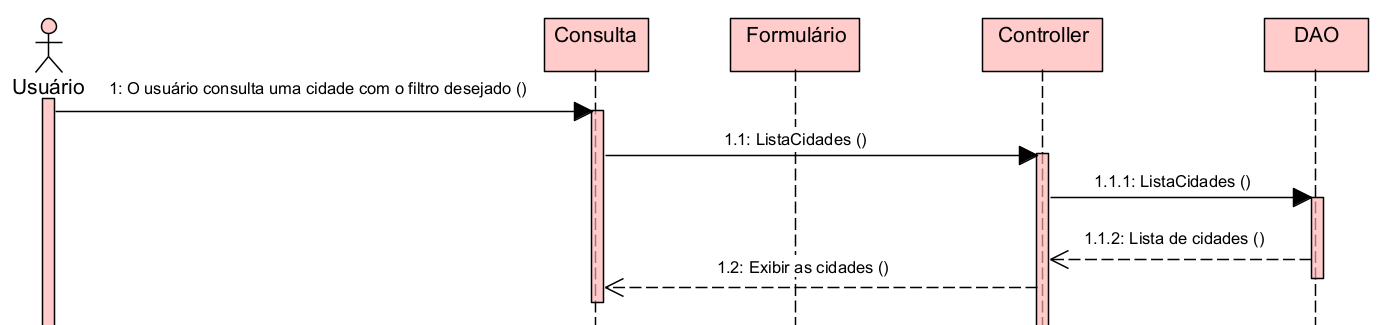 Usuário
Consulta
Formulário
Controller
DAO
1: O usuário consulta uma cidade com o filtro desejado ()
1.1: ListaCidades ()
1.1.1: ListaCidades ()
1.1.2: Lista de cidades ()
1.2: Exibir as cidades ()